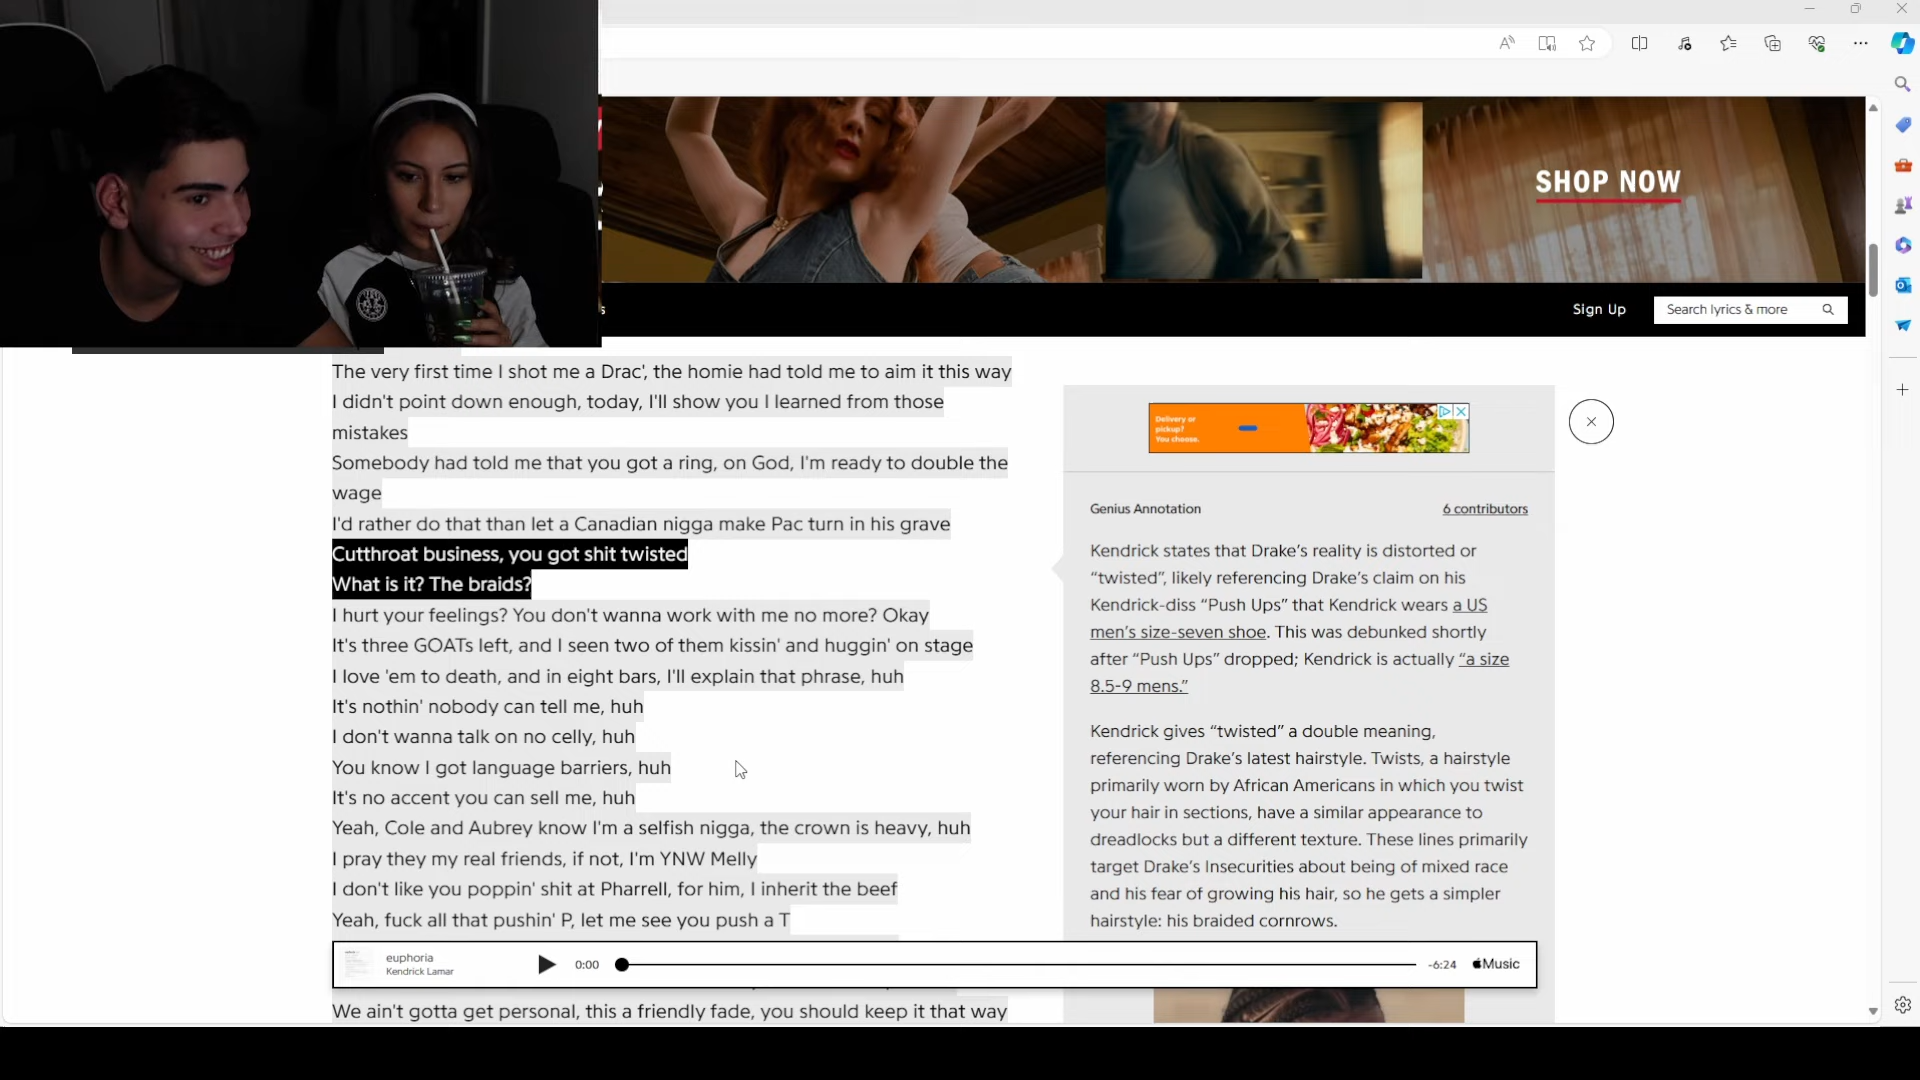 SHOP NOW
s
Sign Up
Search lyrics & more
The very first time I shot me a Drac', the homie had told me to aim it this way
I didn't point down enough, today, I'll show you I learned from those
mistakes
Somebody had told me that you got a ring, on God, I'm ready to double the
wage
I'd rather do that than let a Canadian nigga make Pac turn in his grave
Cutthroat business, you got shit twisted
What is it? The braids?
I hurt your feelings? You don't wanna work with me no more? Okay
It's three GOATs left, and I seen two of them kissin' and huggin' on stage
I love 'em to death, and in eight bars, I'll explain that phrase, huh
It's nothin' nobody can tell me, huh
I don't wanna talk on no celly, huh
You know I got language barriers, huh
It's no accent you can sell me, huh
Yeah, Cole and Aubrey know I'm a selfish nigga, the crown is heavy, huh
I pray they my real friends, if not, I'm YNW Melly
I don't like you poppin' shit at Pharrell, for him, I inherit the beef
Yeah, fuck all that pushin' P, let me see you push a T
We ain't gotta get personal, this a friendly fade, you should keep it that way
Delivery or
pickup?
You choose.
Genius Annotation
6 contributors
Kendrick states that Drake's reality is distorted or
“twisted”, likely referencing Drake's claim on his
Kendrick-diss “Push Ups” that Kendrick wears a US
men's size-seven shoe. This was debunked shortly
after “Push Ups” dropped; Kendrick is actually “a size
8.5-9 mens.”
Kendrick gives “twisted” a double meaning,
referencing Drake's latest hairstyle. Twists, a hairstyle
primarily worn by African Americans in which you twist
your hair in sections, have a similar appearance to
dreadlocks but a different texture. These lines primarily
target Drake's Insecurities about being of mixed race
and his fear of growing his hair, so he gets a simpler
hairstyle: his braided cornrows.
euphoria
Kendrick Lamar
0:00
-6:24
Music